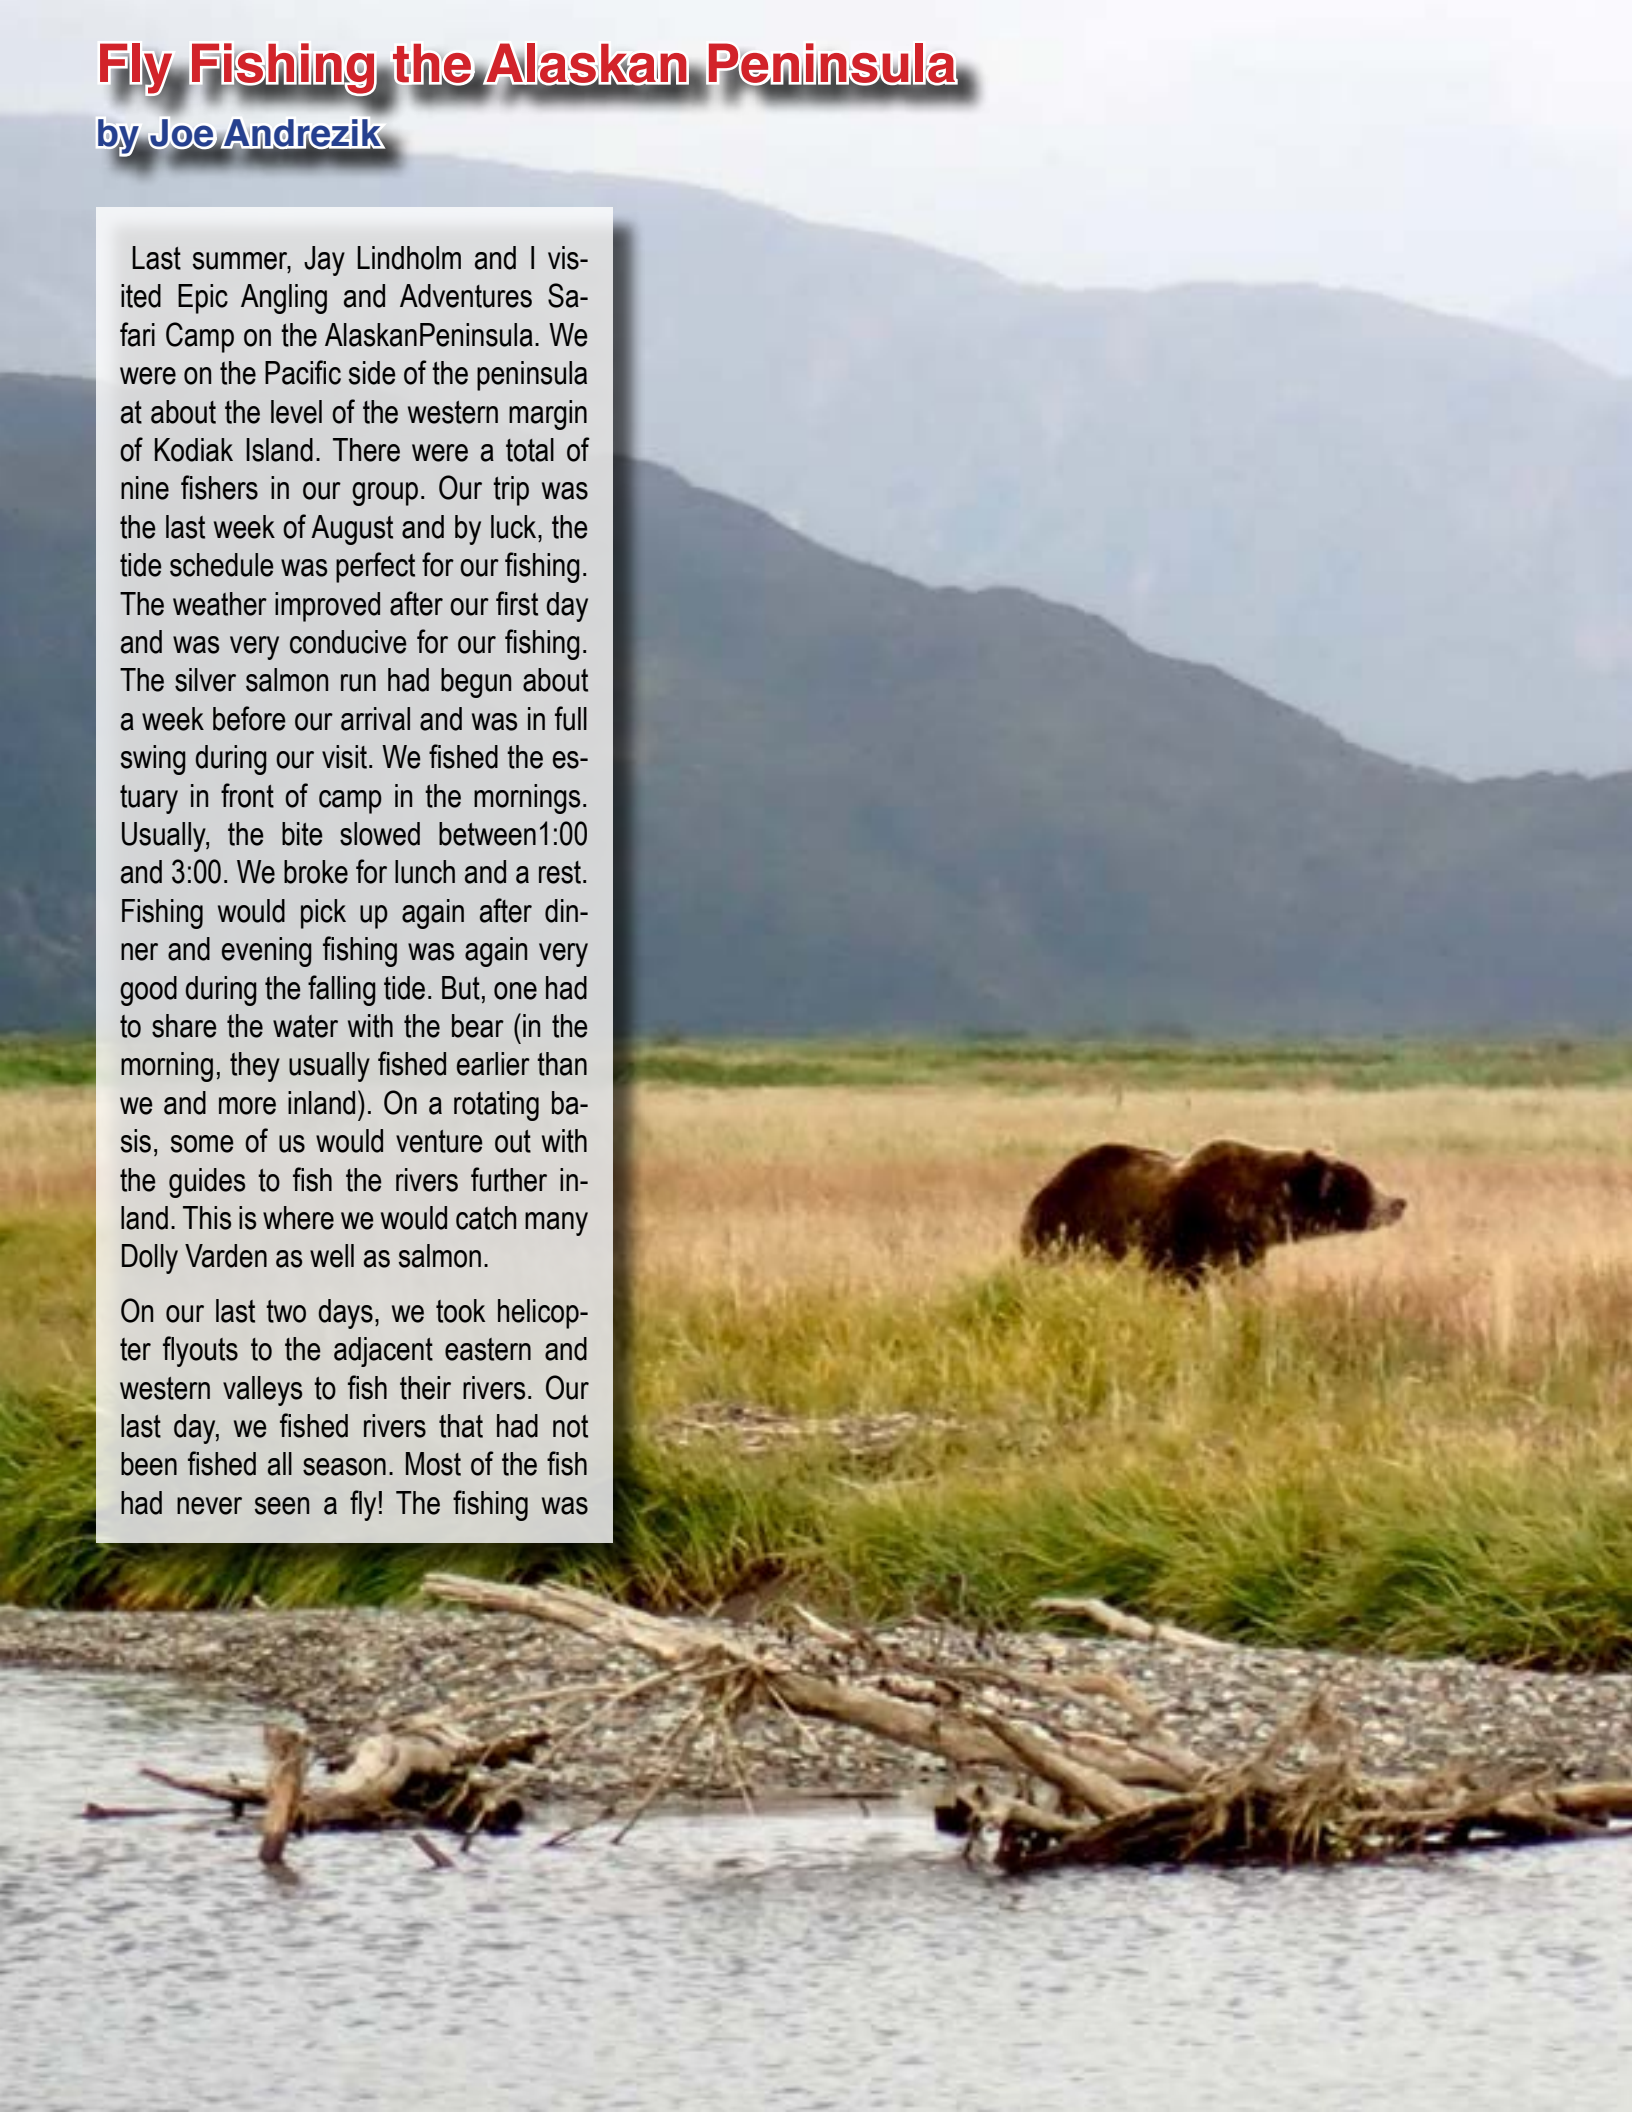 Fly Fishing the Alaskan Peninsula
by Joe Andrezik
Last summer, Jay Lindholm and I vis-
ited Epic Angling and Adventures Sa-
fari Camp on the AlaskanPeninsula. We
were on the Pacific side of the peninsula
at about the level of the western margin
of Kodiak Island. There were a total of
nine fishers in our group. Our trip was
the last week of August and by luck, the
tide schedule was perfect for our fishing.
The weather improved after our first day
and was very conducive for our fishing.
The silver salmon run had begun about
a week before our arrival and was in full
swing during our visit. We fished the es-
tuary in front of camp in the mornings.
Usually, the bite slowed between1:00
and 3:00. We broke for lunch and a rest.
Fishing would pick up again after din-
ner and evening fishing was again very
good during the falling tide. But, one had
to share the water with the bear (in the
morning, they usually fished earlier than
we and more inland). On a rotating ba-
sis, some of us would venture out with
the guides to fish the rivers further in-
land. This is where we would catch many
Dolly Varden as well as salmon.
On our last two days, we took helicop-
ter flyouts to the adjacent eastern and
western valleys to fish their rivers. Our
last day, we fished rivers that had not
been fished all season. Most of the fish
had never seen a fly! The fishing was